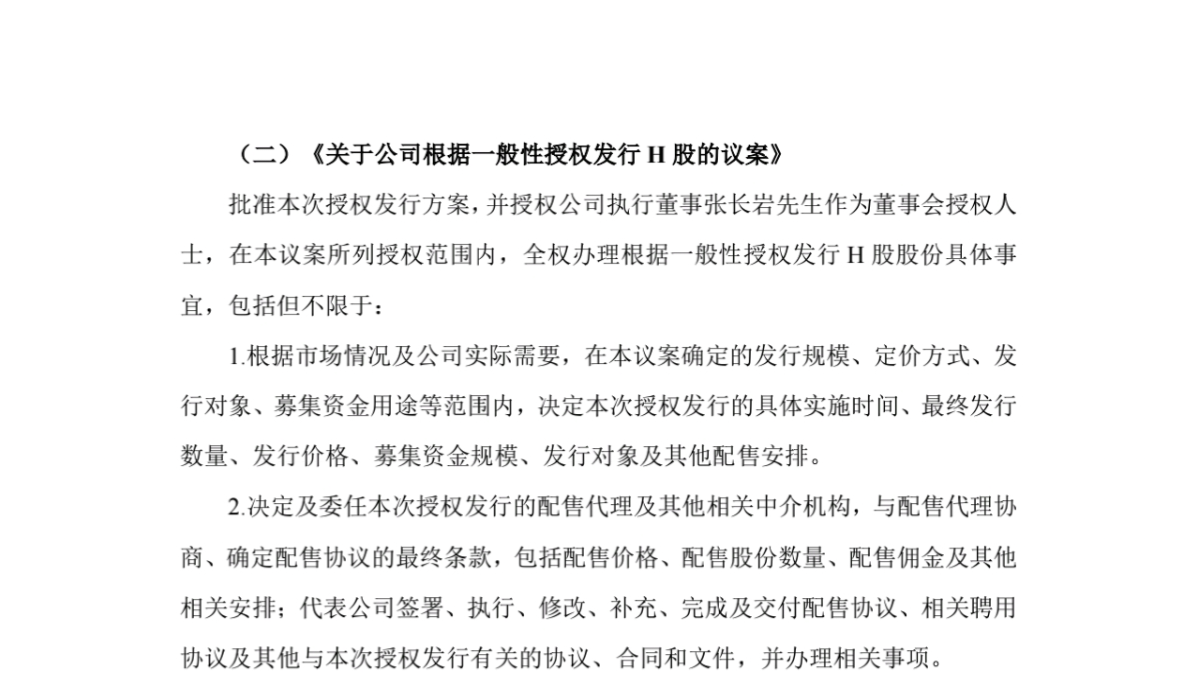 （二）《关于公司根据一般性授权发行 H 股的议案》
批准本次授权发行方案，并授权公司执行董事张长岩先生作为董事会授权人
士，在本议案所列授权范围内，全权办理根据一般性授权发行 H 股股份具体事
宜，包括但不限于：
1.根据市场情况及公司实际需要，在本议案确定的发行规模、定价方式、发
行对象、募集资金用途等范围内，决定本次授权发行的具体实施时间、最终发行
数量、发行价格、募集资金规模、发行对象及其他配售安排。
2.决定及委任本次授权发行的配售代理及其他相关中介机构，与配售代理协
商、确定配售协议的最终条款，包括配售价格、配售股份数量、配售佣金及其他
相关安排；代表公司签署、执行、修改、补充、完成及交付配售协议、相关聘用
协议及其他与本次授权发行有关的协议、合同和文件，并办理相关事项。